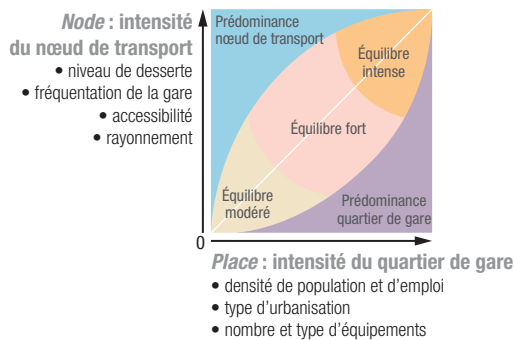 Node : intensité
du nœud de transport
• niveau de desserte
• fréquentation de la gare
• accessibilité
• rayonnement
Prédominance
nœud de transport
Équilibre
intense
Équilibre fort
Équilibre
modéré
Prédominance
quartier de gare
0
Place : intensité du quartier de gare
• densité de population et d’emploi
• type d’urbanisation
• nombre et type d’équipements